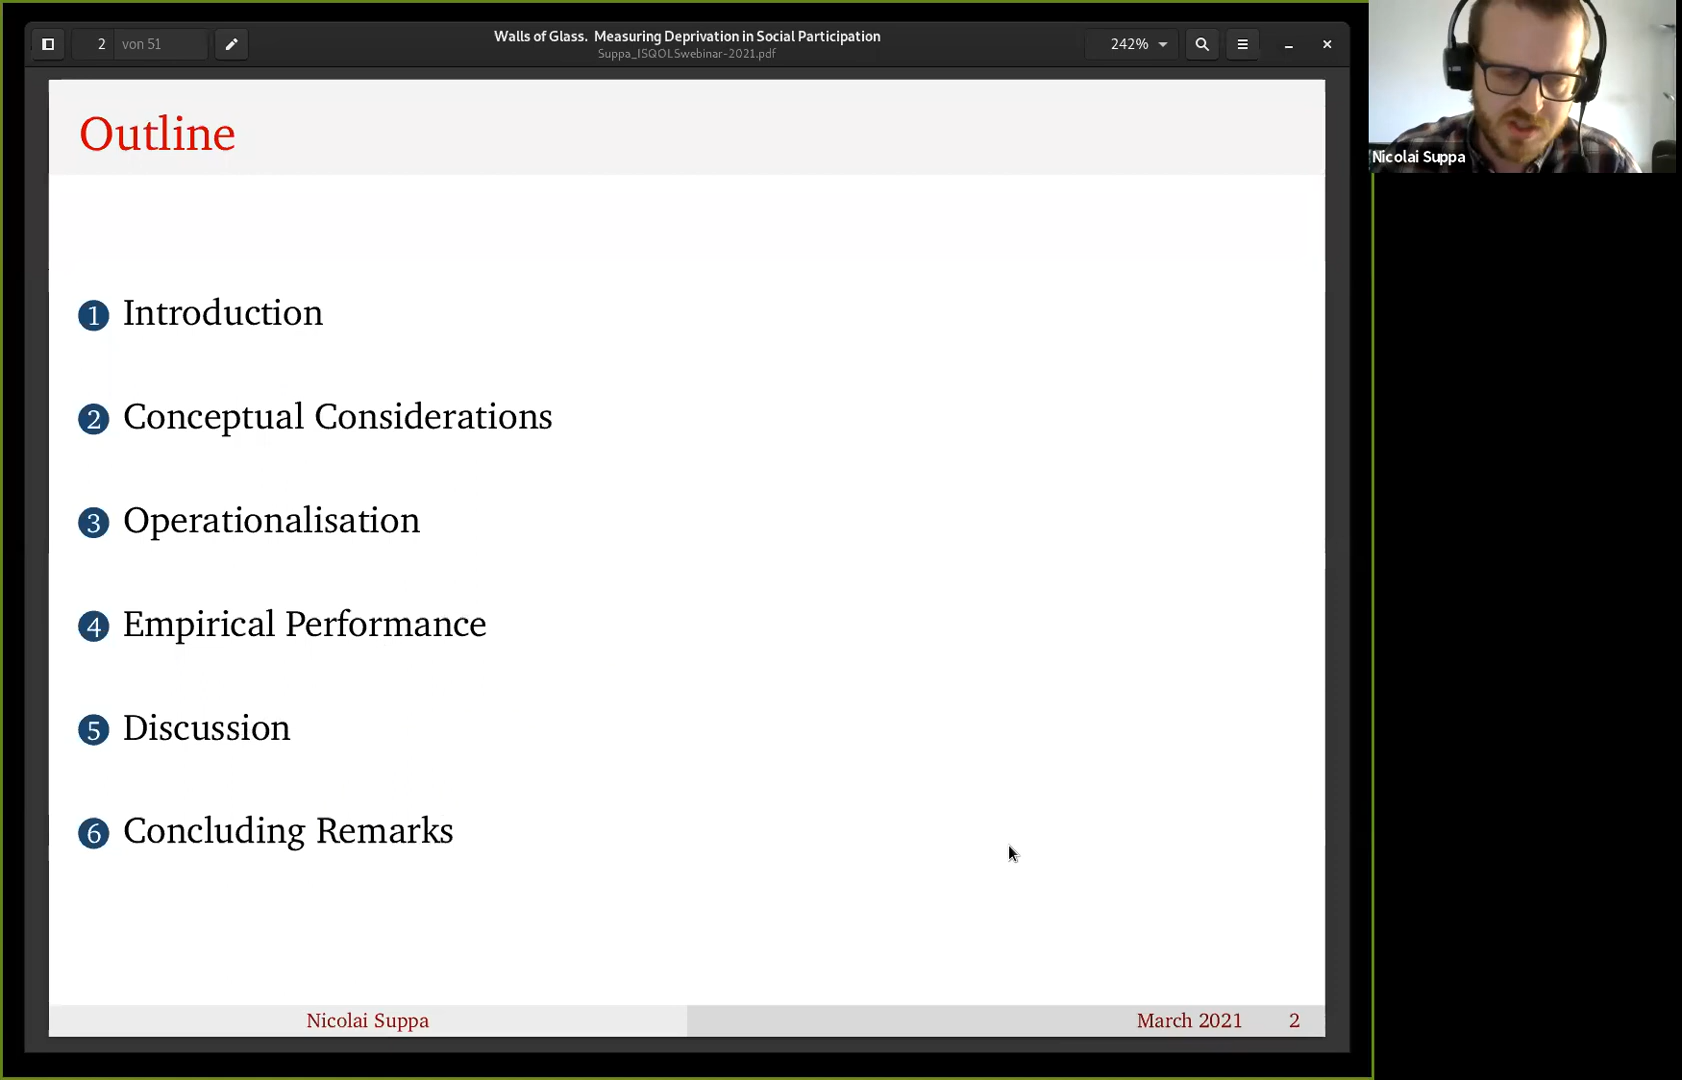 2 von 51
Walls of Glass. Measuring Deprivation in Social Participation
Suppa_ISQOLSwebinar-2021.pdf
242%
Nicolai Suppa
Outline
1 Introduction
2 Conceptual Considerations
3 Operationalisation
4 Empirical Performance
5 Discussion
6 Concluding Remarks
Nicolai Suppa
March 2021 2